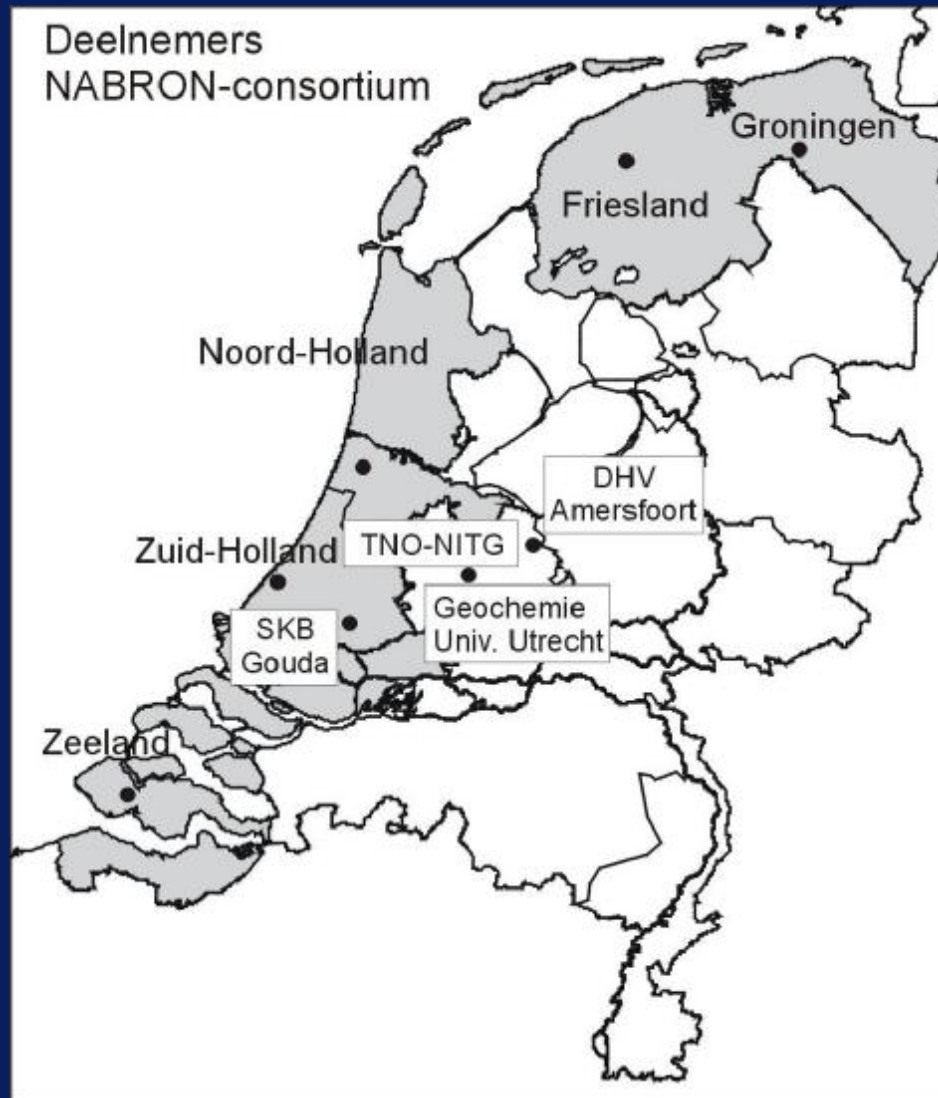 Deelnemers
NABRON-consortium
Groningen
Friesland
Noord-Holland
DHV
Amersfoort
Zuid-Holland
TNO-NITG
Geochemie
Univ. Utrecht
SKB
Gouda
Zeeland